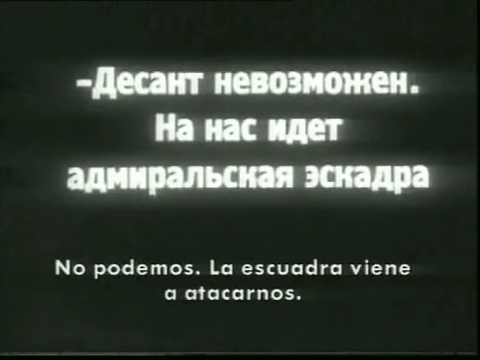 -Десант невозможен.
На нас идет
адмиральская эскадра
No podemos. La escuadra viene
a atacarnos.